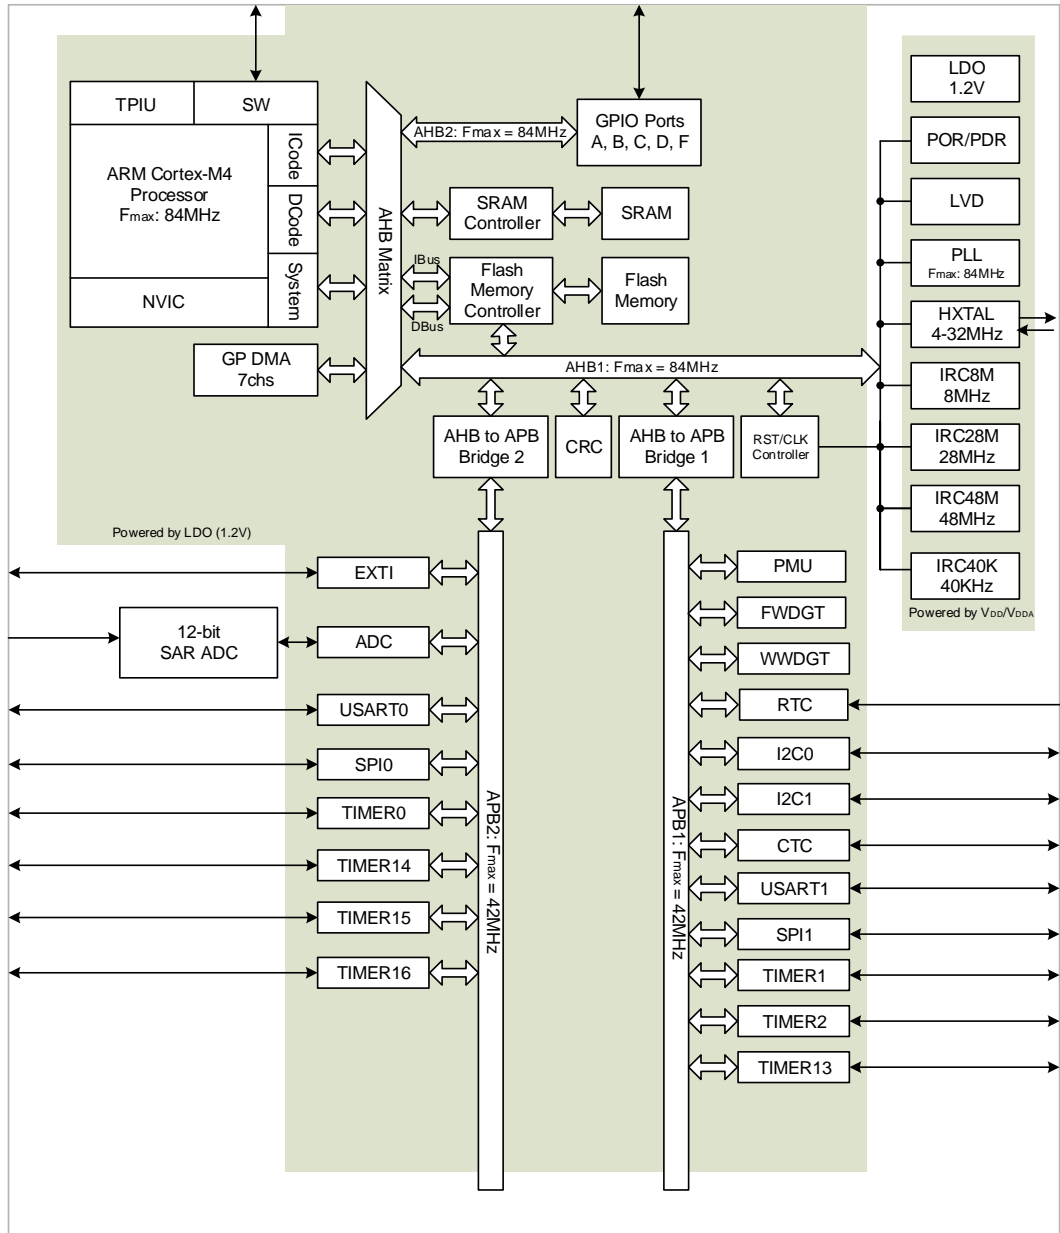 TPIU
SW
ARM Cortex-M4
Processor
Fmax: 84MHz
ICode
DCode
System
NVIC
GP DMA
7chs
AHB Matrix
AHB2: Fmax = 84MHz
GPIO Ports
A, B, C, D, F
SRAM
Controller
SRAM
IBus
DBus
Flash
Memory
Controller
Flash
Memory
AHB1: Fmax = 84MHz
AHB to APB
Bridge 2
CRC
AHB to APB
Bridge 1
RST/CLK
Controller
LDO
1.2V
POR/PDR
LVD
PLL
Fmax: 84MHz
HXTAL
4-32MHz
IRC8M
8MHz
IRC28M
28MHz
IRC48M
48MHz
IRC40K
40KHz
Powered by VDD/VDDA
Powered by LDO (1.2V)
EXTI
12-bit
SAR ADC
ADC
USART0
SPI0
TIMER0
TIMER14
TIMER15
TIMER16
APB2: Fmax = 42MHz
APB1: Fmax = 42MHz
PMU
FWDGT
WWDGT
RTC
I2C0
I2C1
CTC
USART1
SPI1
TIMER1
TIMER2
TIMER13